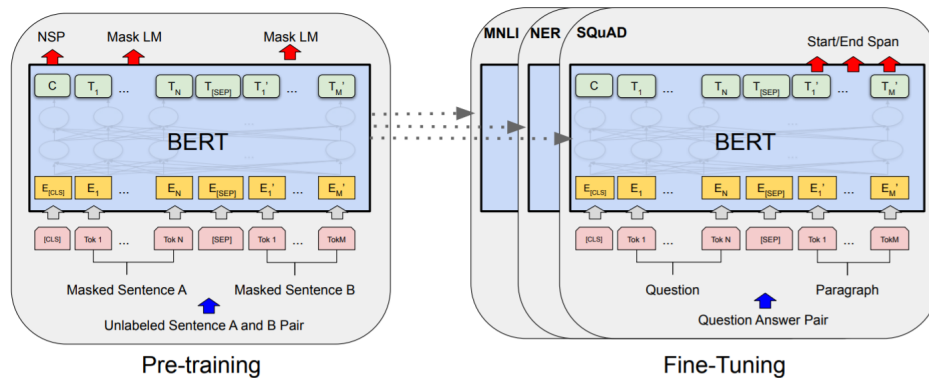 NSP Mask LM Mask LM
C T1 ... TN T[SEP] T1' ... TM'
BERT
E[CLS] E1 ... EN E[SEP] E1' ... EM'
[CLS] Tok 1 ... Tok N [SEP] Tok 1 ... TokM
Masked Sentence A Masked Sentence B
Unlabeled Sentence A and B Pair
Pre-training
MNLI NER SQuAD
Start/End Span
C T1 ... TN T[SEP] T1' ... TM'
BERT
E[CLS] E1 ... EN E[SEP] E1' ... EM'
[CLS] Tok 1 ... Tok N [SEP] Tok 1 ... TokM
Question Paragraph
Question Answer Pair
Fine-Tuning